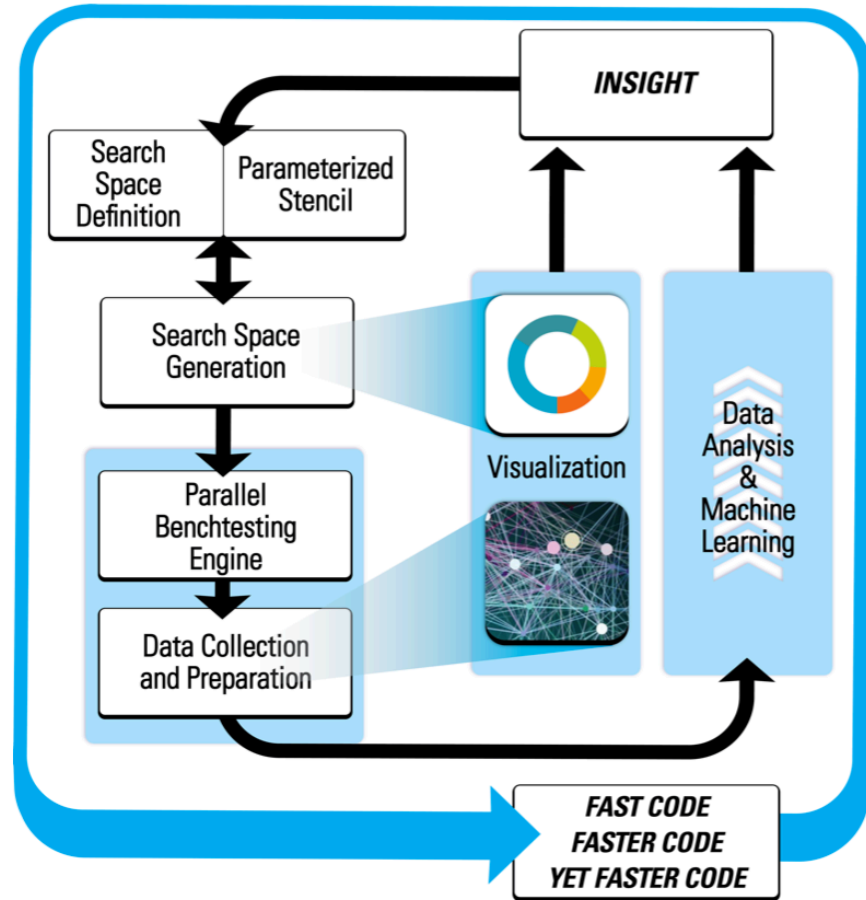 INSIGHT
Search
Space
Definition
Parameterized
Stencil
Search Space
Generation
Parallel
Benchtesting
Engine
Data Collection
and Preparation
Visualization
Data
Analysis
&
Machine
Learning
FAST CODE
FASTER CODE
YET FASTER CODE